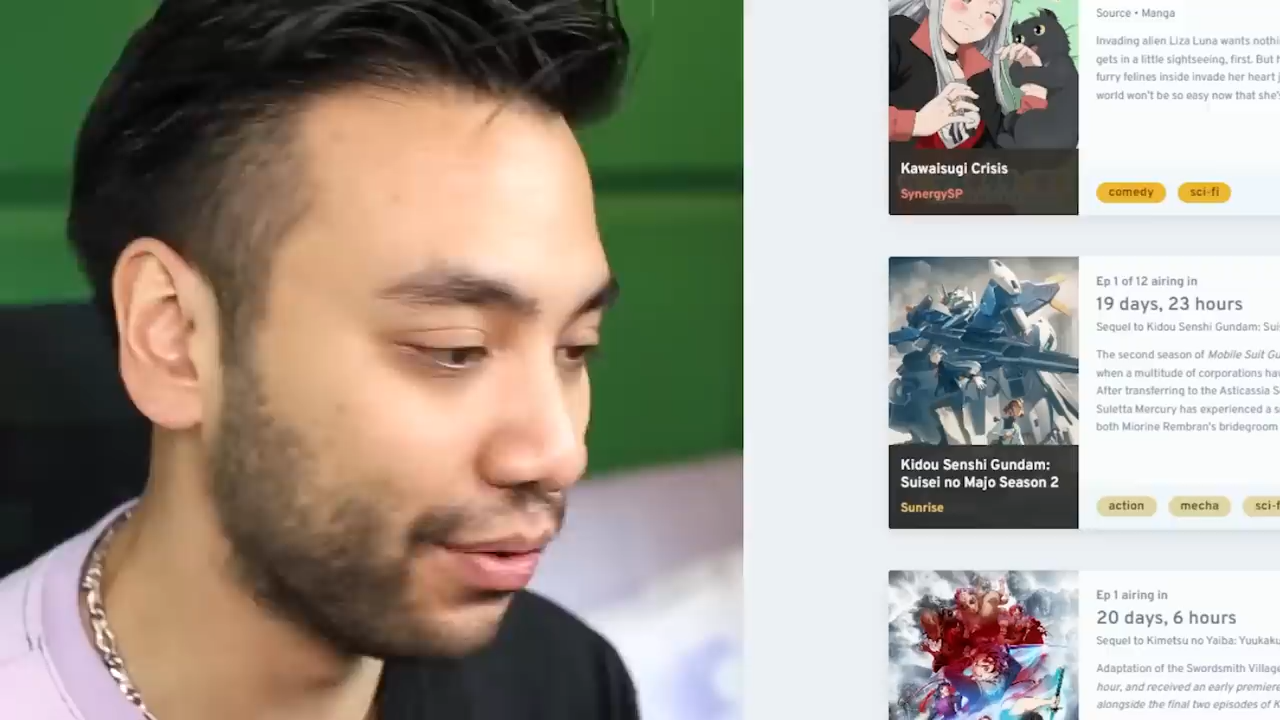 Source • Manga
Invading alien Liza Luna wants nothi
gets in a little sightseeing, first. But h
furry felines inside invade her heart j
world won't be so easy now that she's
Kawaisugi Crisis
SynergySP
comedy
sci-fi
Ep 1 of 12 airing in
19 days, 23 hours
Sequel to Kidou Senshi Gundam: Sui
The second season of Mobile Suit Gu
when a multitude of corporations hav
After transferring to the Asticassia S
Suletta Mercury has experienced a s
both Miorine Rembran's bridegroom
Kidou Senshi Gundam:
Suisei no Majo Season 2
Sunrise
action
mecha
sci-f
Ep 1 airing in
20 days, 6 hours
Sequel to Kimetsu no Yaiba: Yuukaku
Adaptation of the Swordsmith Village
hour, and received an early premiere
alongside the final two episodes of K